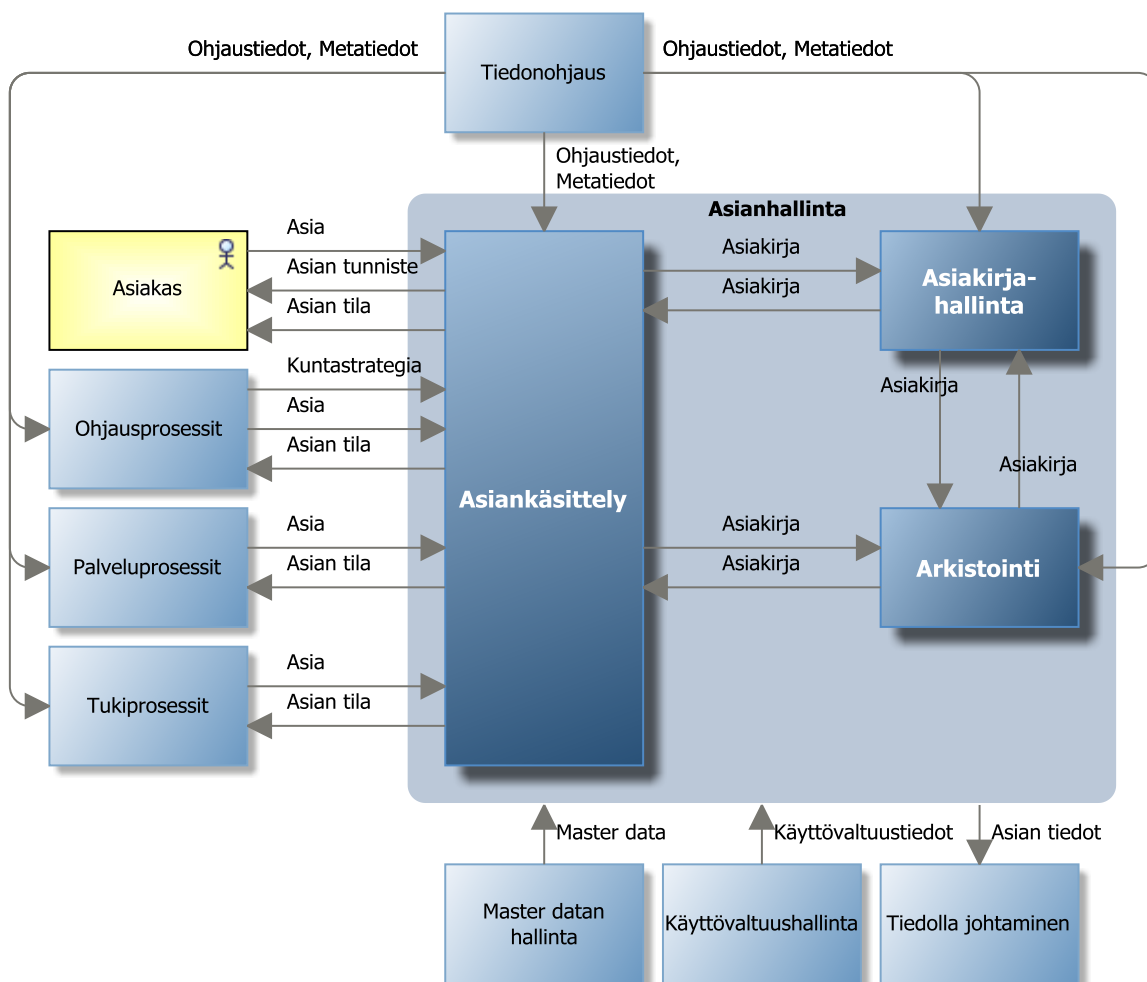 Ohjaustiedot, Metatiedot
Tiedonohjaus
Ohjaustiedot, Metatiedot
Ohjaustiedot,
Metatiedot
Asianhallinta
Asiakas
Asia
Asian tunniste
Asian tila
Asiakirja
Asiakirja
Asiakirja-
hallinta
Kuntastrategia
Ohjausprosessit
Asia
Asian tila
Asiankäsittely
Asiakirja
Asiakirja
Palveluprosessit
Asia
Asian tila
Asiakirja
Asiakirja
Arkistointi
Tukiprosessit
Asia
Asian tila
Master data
Käyttövaltuustiedot
Asian tiedot
Master datan
hallinta
Käyttövaltuushallinta
Tiedolla johtaminen